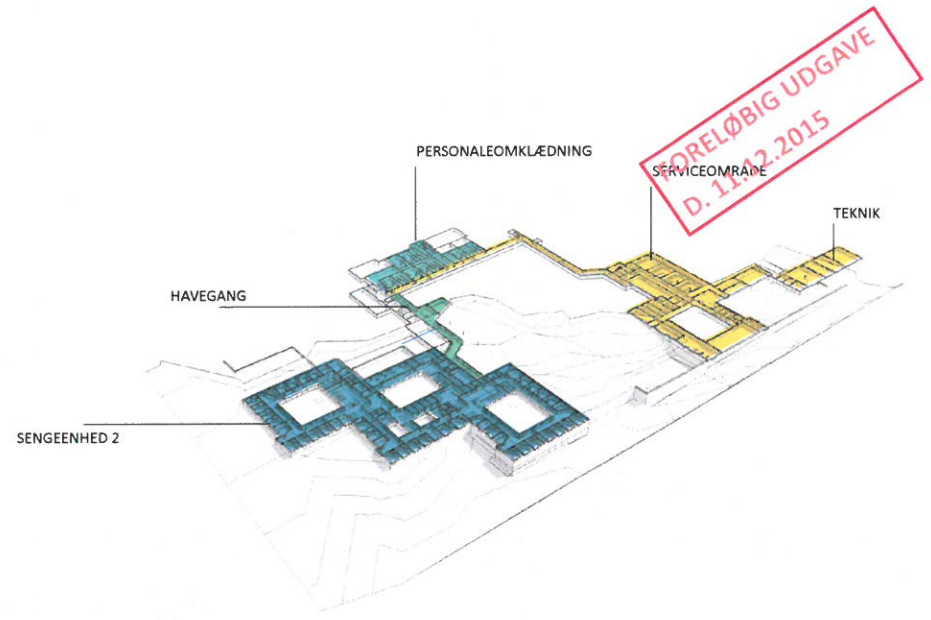 FORELØBIG UDGAVE
D. 11.12.2015
PERSONALEOMKLÆDNING
SERVICEOMRÅDE
TEKNIK
HAVEGANG
SENGEENHED 2